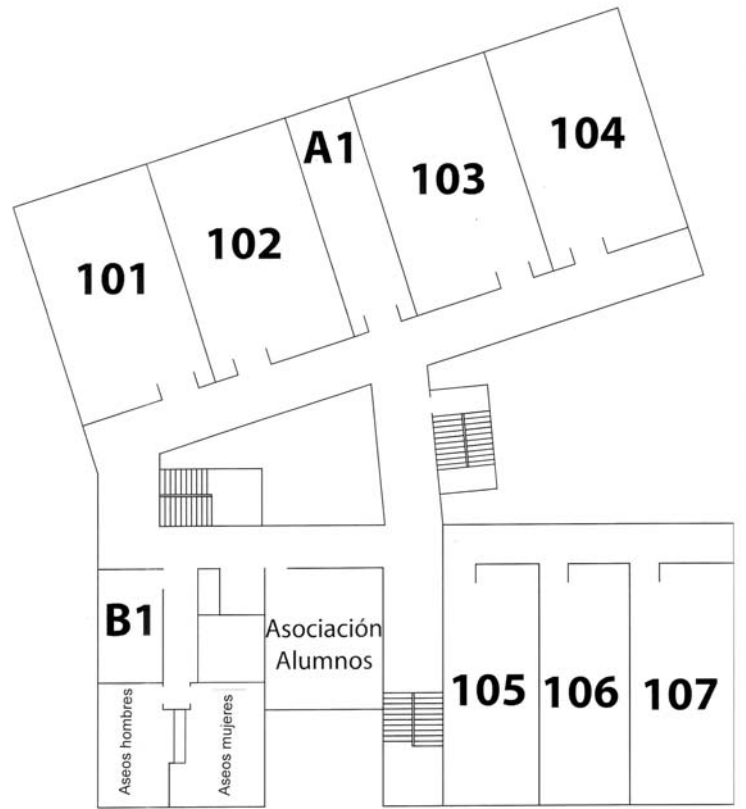 104
A1
103
102
101
B1
Asociación
Alumnos
105
106
107
Aseos hombres
Aseos mujeres